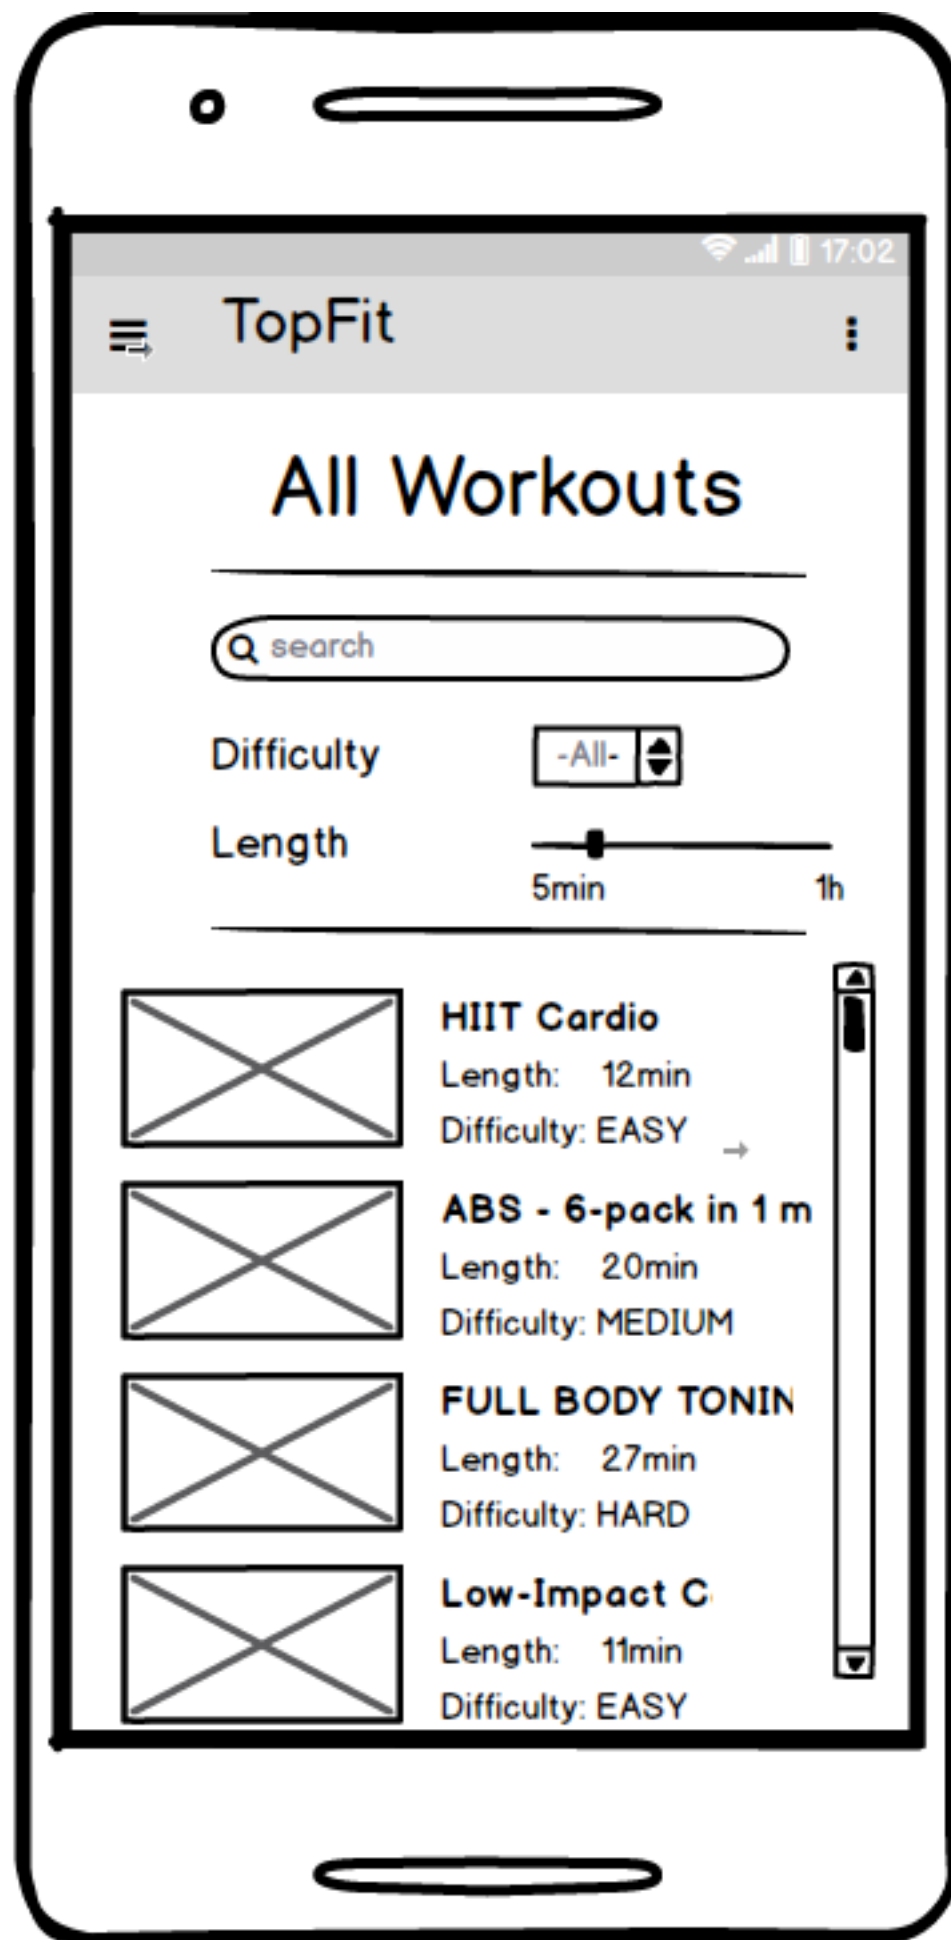 17:02
TopFit
All Workouts
search
Difficulty -All-
Length
5min 1h
HIIT Cardio
Length: 12min
Difficulty: EASY
ABS - 6-pack in 1 m
Length: 20min
Difficulty: MEDIUM
FULL BODY TONIN
Length: 27min
Difficulty: HARD
Low-Impact C
Length: 11min
Difficulty: EASY